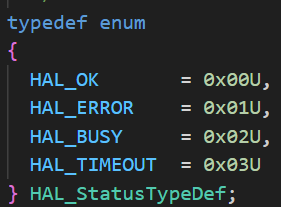 typedef enum
{
  HAL_OK       = 0x00U,
  HAL_ERROR    = 0x01U,
  HAL_BUSY     = 0x02U,
  HAL_TIMEOUT  = 0x03U
} HAL_StatusTypeDef;